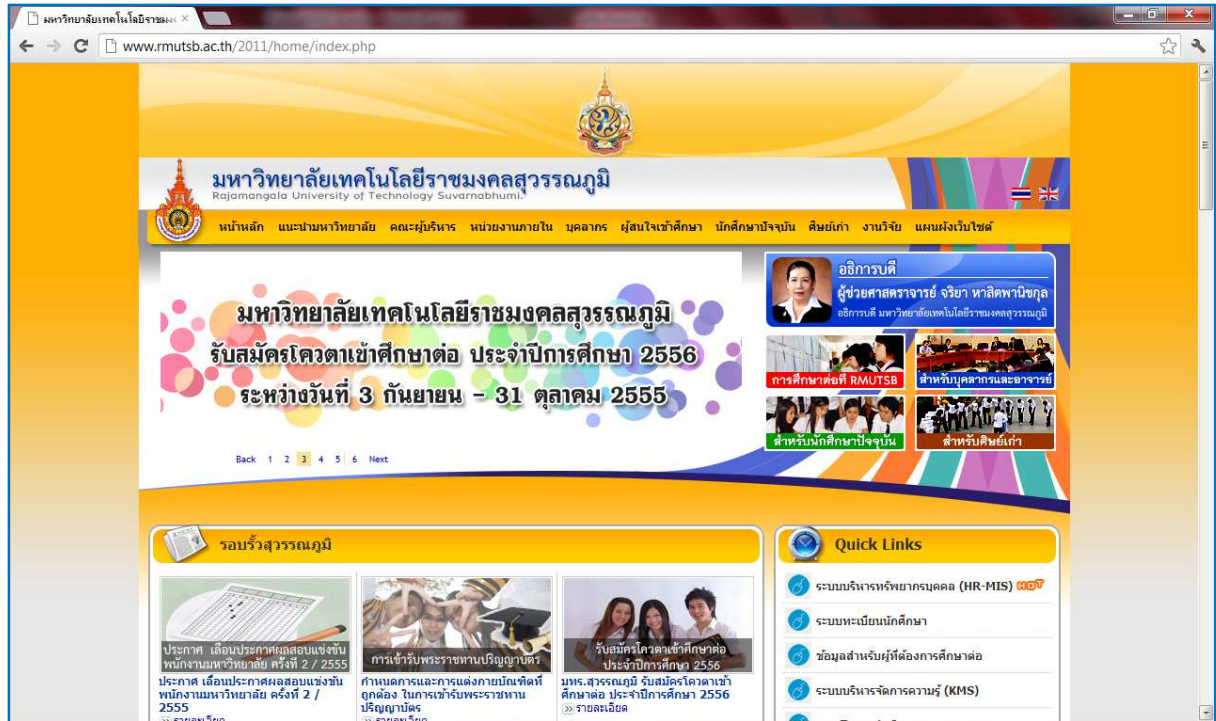 มหาวิทยาลัยเทคโนโลยีราชมง
www.rmutsb.ac.th/2011/home/index.php
มหาวิทยาลัยเทคโนโลยีราชมงคลสุวรรณภูมิ
Rajamangala University of Technology Suvarnabhumi.
หน้าหลัก แนะนำมหาวิทยาลัย คณะผู้บริหาร หน่วยงานภายใน บุคลากร ผู้สนใจเข้าศึกษา นักศึกษาปัจจุบัน ศิษย์เก่า งานวิจัย แผนผังเว็บไซต์
มหาวิทยาลัยเทคโนโลยีราชมงคลสุวรรณภูมิ
รับสมัครโควตาเข้าศึกษาต่อ ประจำปีการศึกษา 2556
ระหว่างวันที่ 3 กันยายน - 31 ตุลาคม 2555
Back 1 2 3 4 5 6 Next
อธิการบดี
ผู้ช่วยศาสตราจารย์ จริยา หาสิตพานิชกุล
อธิการบดี มหาวิทยาลัยเทคโนโลยีราชมงคลสุวรรณภูมิ
การศึกษาต่อที่ RMUTSB
สำหรับบุคลากรและอาจารย์
สำหรับนักศึกษาปัจจุบัน
สำหรับศิษย์เก่า
รอบรั้วสุวรรณภูมิ
ประกาศ เลื่อนประกาศผลสอบแข่งขัน
พนักงานมหาวิทยาลัย ครั้งที่ 2 / 2555
ประกาศ เลื่อนประกาศผลสอบแข่งขัน
พนักงานมหาวิทยาลัย ครั้งที่ 2 /
2555
รายละเอียด
การเข้ารับพระราชทานปริญญาบัตร
กำหนดการและการแต่งกายบัณฑิตที่
ถูกต้อง ในการเข้ารับพระราชทาน
ปริญญาบัตร
รายละเอียด
รับสมัครโควตาเข้าศึกษาต่อ
ประจำปีการศึกษา 2556
มทร.สุวรรณภูมิ รับสมัครโควตาเข้า
ศึกษาต่อ ประจำปีการศึกษา 2556
รายละเอียด
Quick Links
ระบบบริหารทรัพยากรบุคคล (HR-MIS) HOT
ระบบทะเบียนนักศึกษา
ข้อมูลสำหรับผู้ที่ต้องการศึกษาต่อ
ระบบบริหารจัดการความรู้ (KMS)